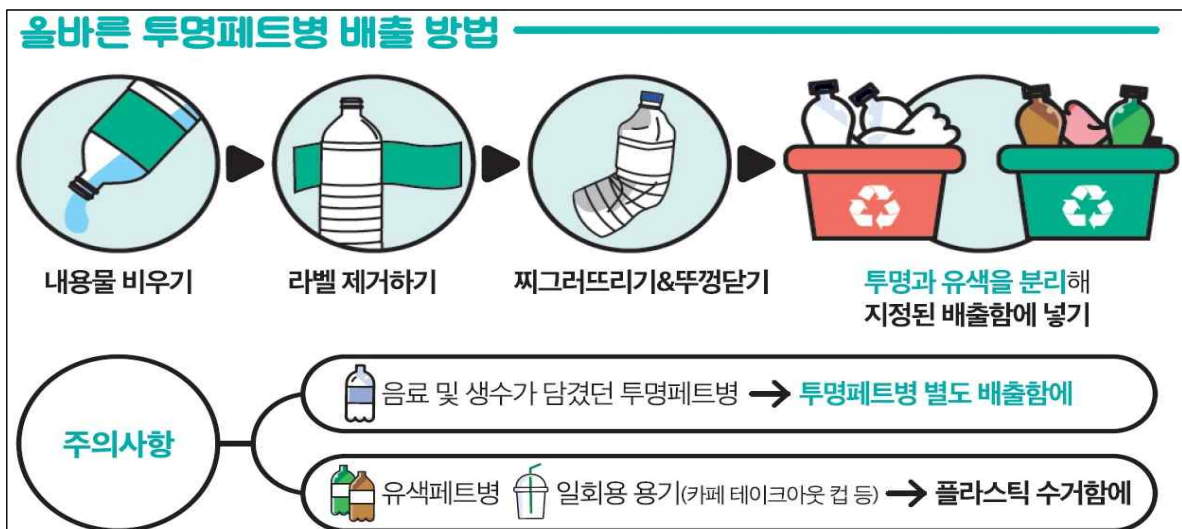 올바른 투명페트병 배출 방법
내용물 비우기
라벨 제거하기
찌그러뜨리기&뚜껑닫기
투명과 유색을 분리해
지정된 배출함에 넣기
주의사항
음료 및 생수가 담겼던 투명페트병 → 투명페트병 별도 배출함에
유색페트병 일회용 용기(카페 테이크아웃 컵 등) → 플라스틱 수거함에